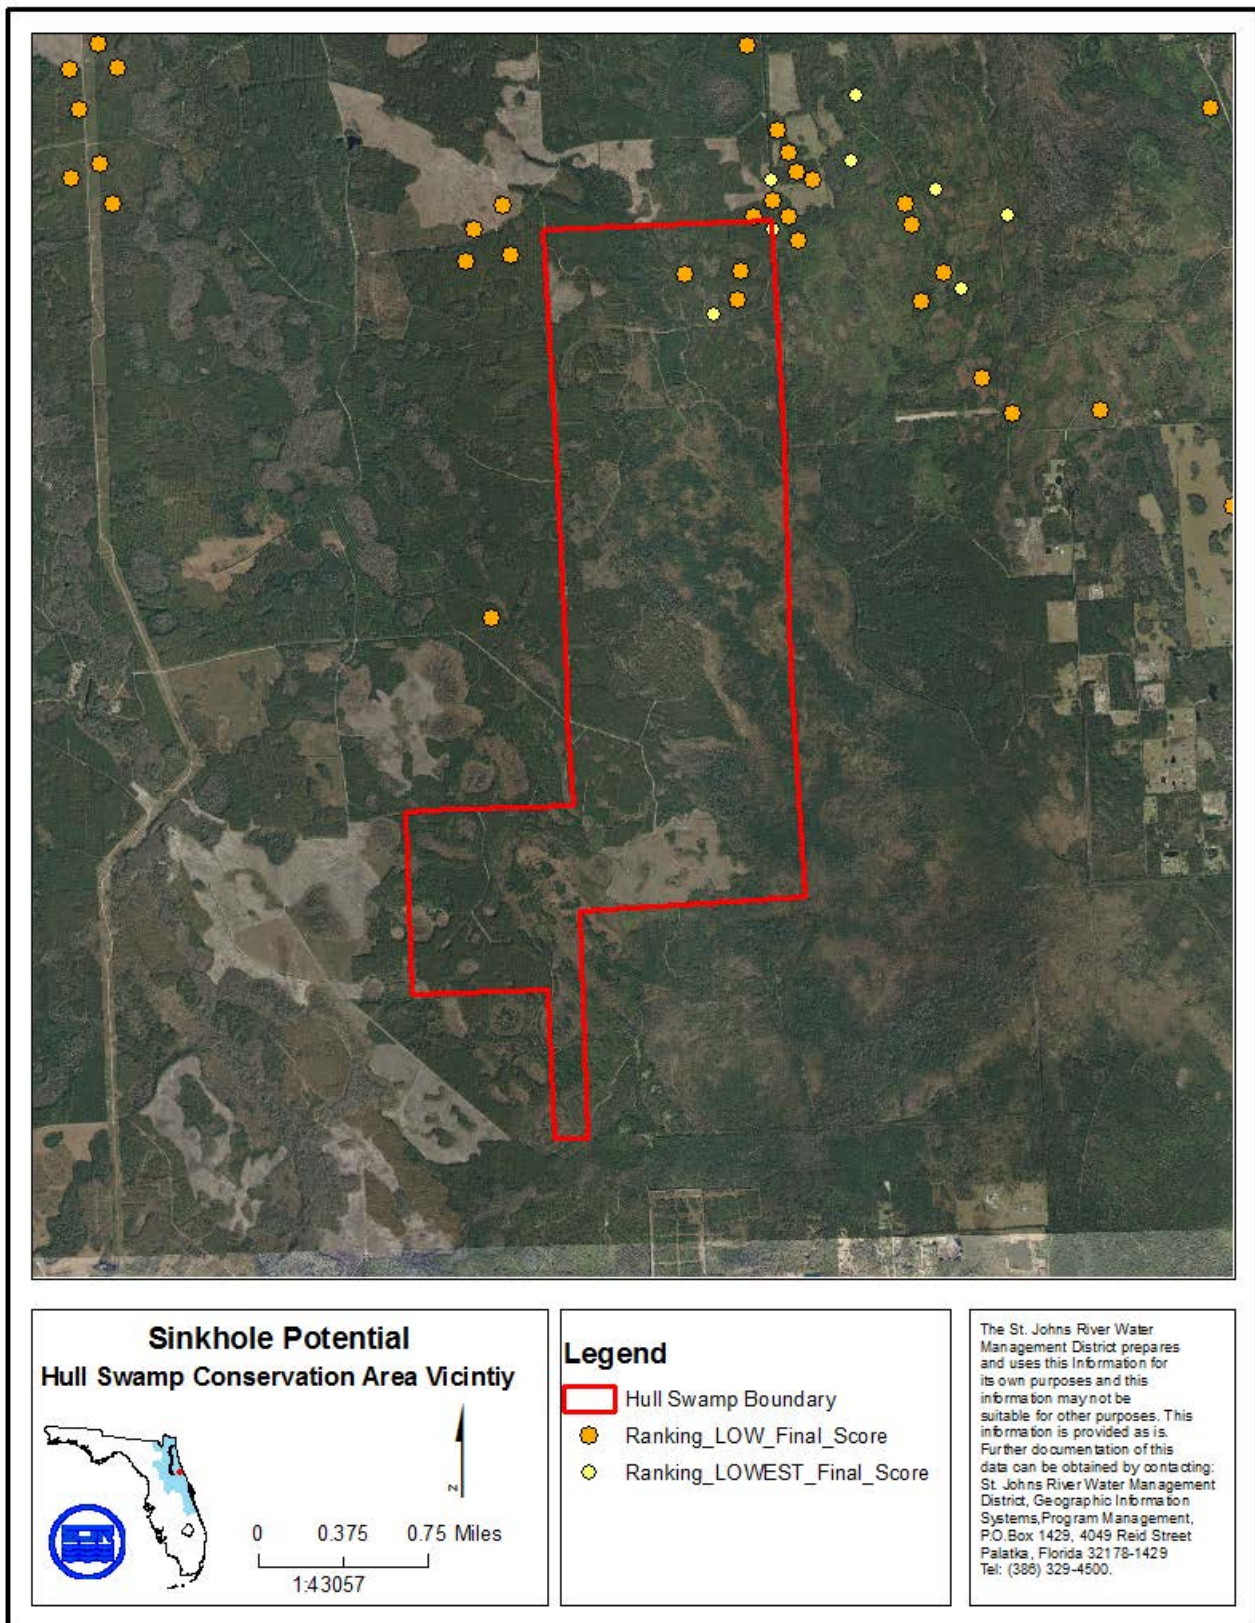 Sinkhole Potential
Hull Swamp Conservation Area Vicintiy
N
0 0.375 0.75 Miles
1:43057
Legend
Hull Swamp Boundary
Ranking_LOW_Final_Score
Ranking_LOWEST_Final_Score
The St. Johns River Water
Management District prepares
and uses this Information for
its own purposes and this
information may not be
suitable for other purposes. This
information is provided as is.
Further documentation of this
data can be obtained by contacting:
St. Johns River Water Management
District, Geographic Information
Systems,Program Management,
P.O.Box 1429, 4049 Reid Street
Palatka, Florida 32178-1429
Tel: (386) 329-4500.